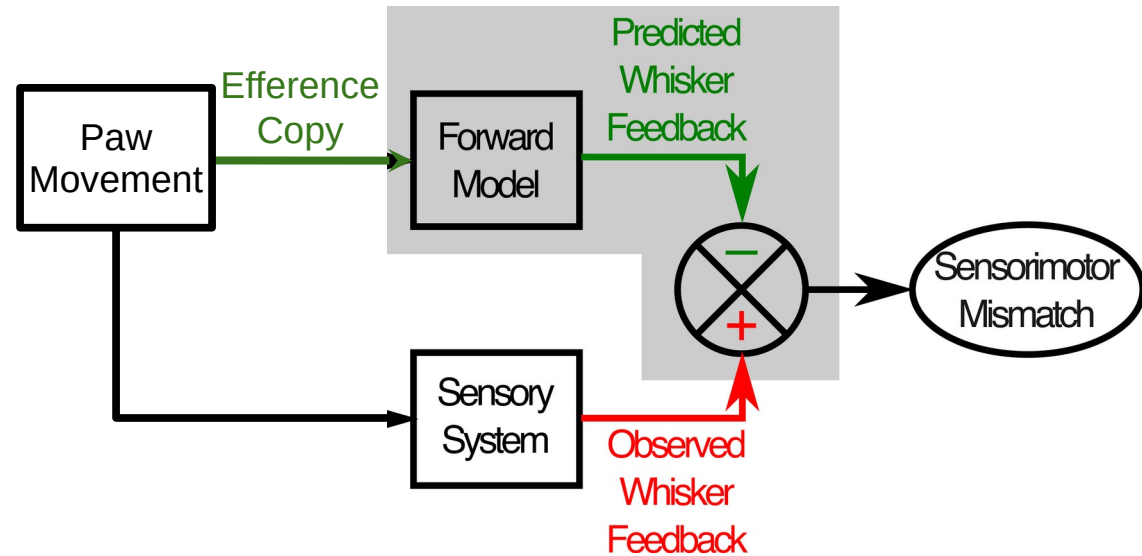 Paw
Movement
Efference
Copy
Forward
Model
Predicted
Whisker
Feedback
−
+
Sensorimotor
Mismatch
Sensory
System
Observed
Whisker
Feedback